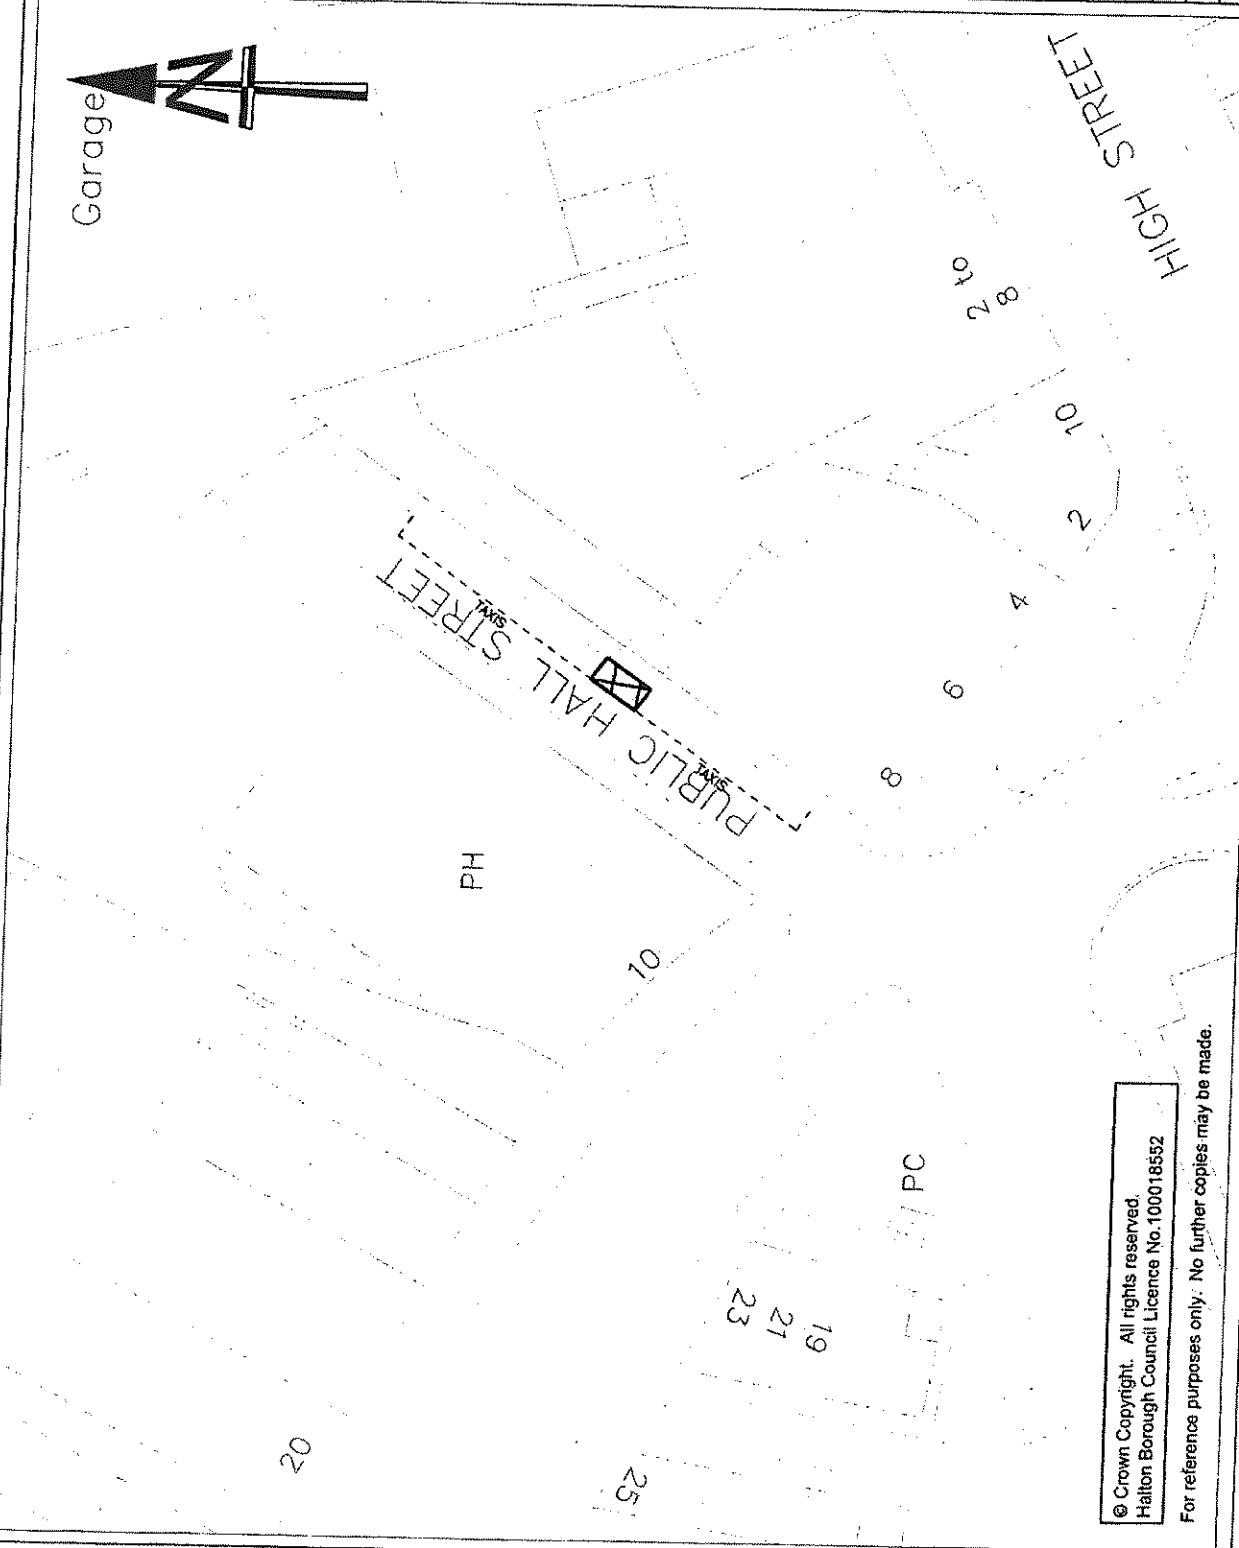 Garage
N
HIGH STREET
2 to
8
10
2
4
6
8
PUBLIC HALL STREET
TAXIS
TAXIS
PH
10
PC
23
21
19
20
25
© Crown Copyright. All rights reserved.
Halton Borough Council Licence No.100018552
For reference purposes only. No further copies may be made.